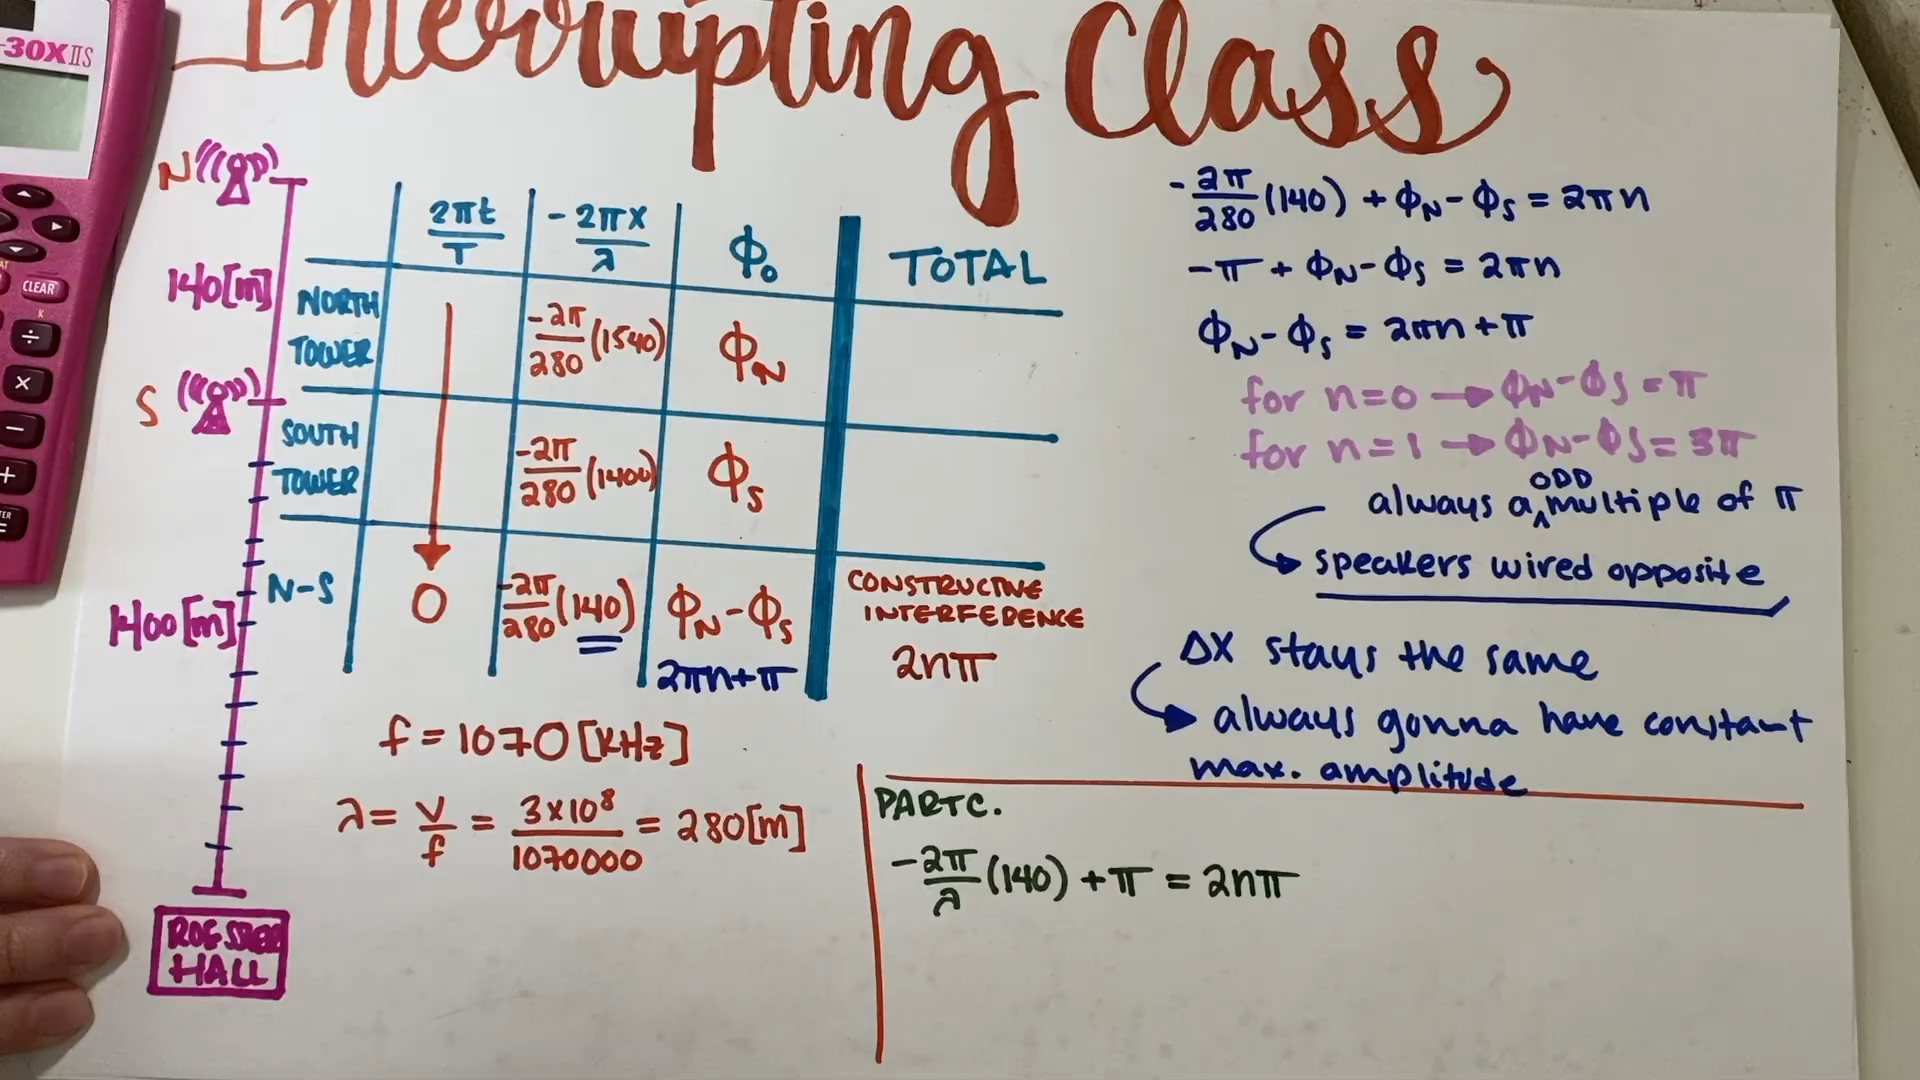 Interrupting Class
-30X IIS
CLEAR
K
÷
×
−
+
=
N
140[m]
S
1400[m]
ROESSLER
HALL
2πt/T
-2πx/λ
ϕ₀
TOTAL
NORTH
TOWER
-2π/280 (1540)
ϕN
SOUTH
TOWER
-2π/280 (1400)
ϕS
N-S
0
-2π/280 (140)
ϕN-ϕS
2πn+π
CONSTRUCTIVE
INTERFERENCE
2nπ
f = 1070[kHz]
λ = v/f = 3x10⁸/1070000 = 280[m]
-2π/280 (140) + ϕN-ϕS = 2πn
-π + ϕN-ϕS = 2πn
ϕN-ϕS = 2πn+π
for n=0 → ϕN-ϕS = π
for n=1 → ϕN-ϕS = 3π
always a ODD multiple of π
speakers wired opposite
ΔX stays the same
always gonna have constant
max. amplitude
PART C.
-2π/λ (140) + π = 2nπ